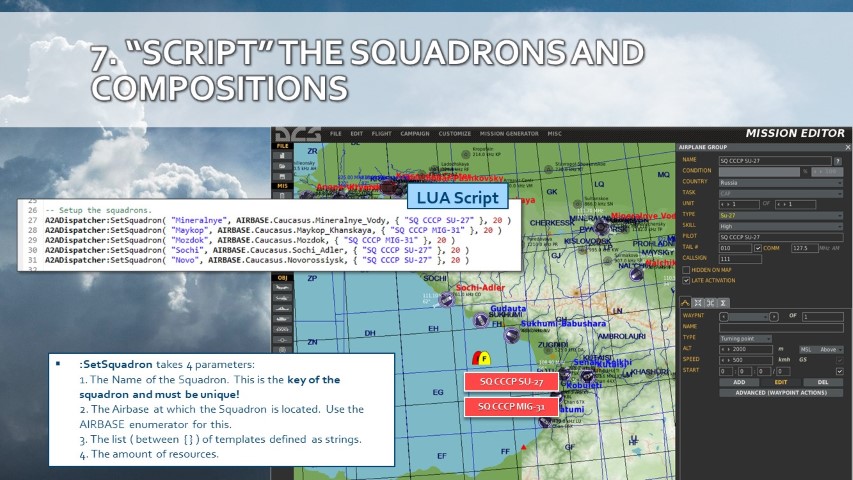 7. “SCRIPT” THE SQUADRONS AND
COMPOSITIONS
DCS FILE EDIT FLIGHT CAMPAIGN CUSTOMIZE MISSION GENERATOR MISC MISSION EDITOR
FILE
MIS
OBJ
LUA Script
25
26 -- Setup the squadrons.
27 A2ADispatcher:SetSquadron( "Mineralnye", AIRBASE.Caucasus.Mineralnye_Vody, { "SQ CCCP SU-27" }, 20 )
28 A2ADispatcher:SetSquadron( "Maykop", AIRBASE.Caucasus.Maykop_Khanskaya, { "SQ CCCP MIG-31" }, 20 )
29 A2ADispatcher:SetSquadron( "Mozdok", AIRBASE.Caucasus.Mozdok, { "SQ CCCP MIG-31" }, 20 )
30 A2ADispatcher:SetSquadron( "Sochi", AIRBASE.Caucasus.Sochi_Adler, { "SQ CCCP SU-27" }, 20 )
31 A2ADispatcher:SetSquadron( "Novo", AIRBASE.Caucasus.Novorossiysk, { "SQ CCCP SU-27" }, 20 )
32
ZR
MQ
LQ
GK
CHERKESSK
KISLOVODSK
GJ
SOCHI
Sochi-Adler
Gudauta
SUKHUMI
FH
Sukhumi-Babushara
LN
AMBROLAURI
DH
EH
ZUGDIDI
KUTAISI
KHASHURI
Kobuleti
EG
EF
FF
GF
SQ CCCP SU-27
SQ CCCP MIG-31
▪ :SetSquadron takes 4 parameters:
1. The Name of the Squadron. This is the key of the
squadron and must be unique!
2. The Airbase at which the Squadron is located. Use the
AIRBASE enumerator for this.
3. The list ( between {} ) of templates defined as strings.
4. The amount of resources.
AIRPLANE GROUP
NAME SQ CCCP SU-27 ?
CONDITION
COUNTRY Russia
TASK CAP
UNIT 1 OF 1
TYPE Su-27
SKILL High
PILOT SQ CCCP SU-27
TAIL # 010 COMM 127.5 MHz AM
CALLSIGN 111
HIDDEN ON MAP
LATE ACTIVATION
WAYPNT OF 1
NAME
TYPE Turning point
ALT 2000 m MSL Above
SPEED 500 kmh GS
START 0 : 0 : 0 / 0
ADD EDIT DEL
ADVANCED (WAYPOINT ACTIONS)